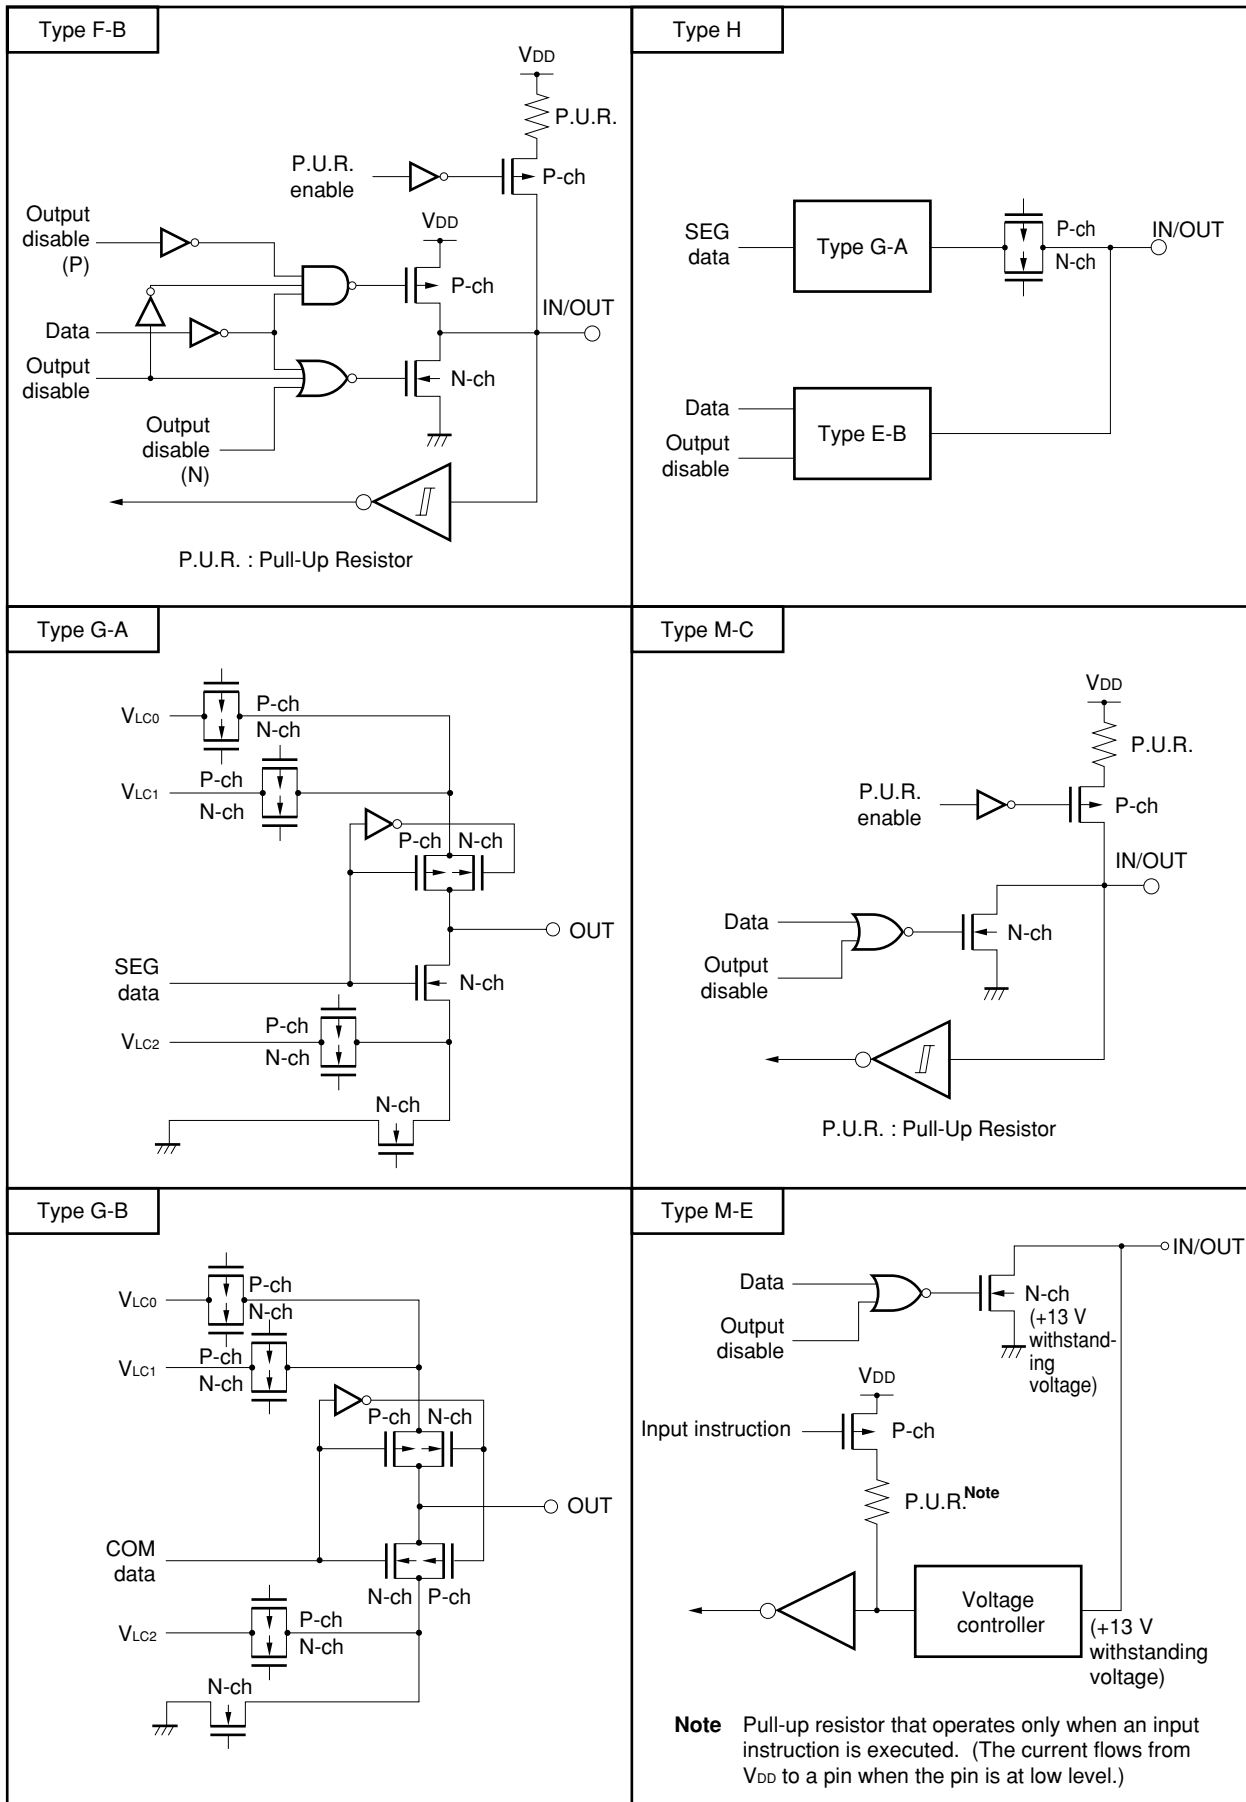 Type F-B
VDD
P.U.R.
P.U.R.
enable
P-ch
Output
disable
(P)
VDD
P-ch
IN/OUT
Data
Output
disable
N-ch
Output
disable
(N)
P.U.R. : Pull-Up Resistor
Type H
SEG
data
Type G-A
P-ch
N-ch
IN/OUT
Data
Output
disable
Type E-B
Type G-A
VLC0
P-ch
N-ch
VLC1
P-ch
N-ch
P-ch
N-ch
OUT
SEG
data
N-ch
VLC2
P-ch
N-ch
N-ch
Type M-C
VDD
P.U.R.
P.U.R.
enable
P-ch
IN/OUT
Data
Output
disable
N-ch
P.U.R. : Pull-Up Resistor
Type G-B
VLC0
P-ch
N-ch
VLC1
P-ch
N-ch
P-ch
N-ch
OUT
COM
data
N-ch
P-ch
VLC2
P-ch
N-ch
N-ch
Type M-E
IN/OUT
Data
Output
disable
N-ch
(+13 V
withstand-
ing
voltage)
VDD
Input instruction
P-ch
P.U.R.Note
Voltage
controller
(+13 V
withstanding
voltage)
Note Pull-up resistor that operates only when an input
instruction is executed. (The current flows from
VDD to a pin when the pin is at low level.)